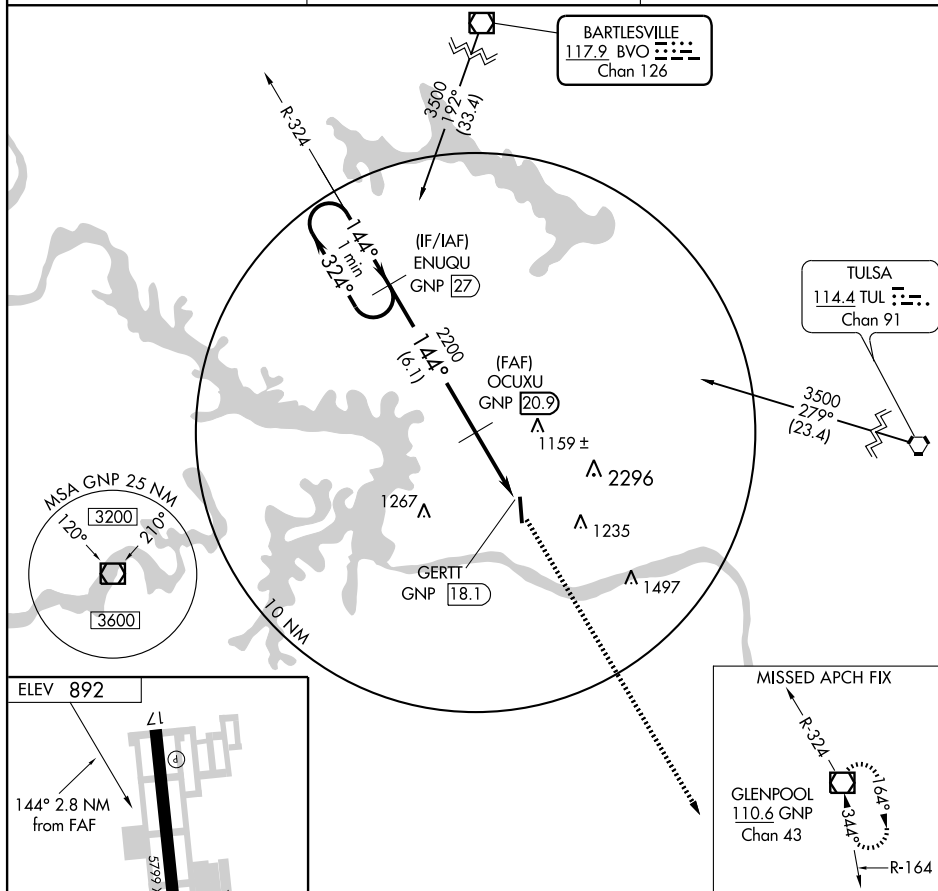 BARTLESVILLE
117.9 BVO
Chan 126
3500
192°
(33.4)
R-324
144°
1 min
324°
(IF/IAF)
ENUQU
GNP 27
TULSA
114.4 TUL
Chan 91
2200
144°
(6.1)
(FAF)
OCUXU
GNP 20.9
3500
279°
(23.4)
1159 ±
2296
1267
1235
MSA GNP 25 NM
120°
3200
210°
3600
GERTT
GNP 18.1
1497
10 NM
ELEV 892
17
P
144° 2.8 NM
from FAF
5799 X
MISSED APCH FIX
R-324
GLENPOOL
110.6 GNP
Chan 43
164°
344°
R-164